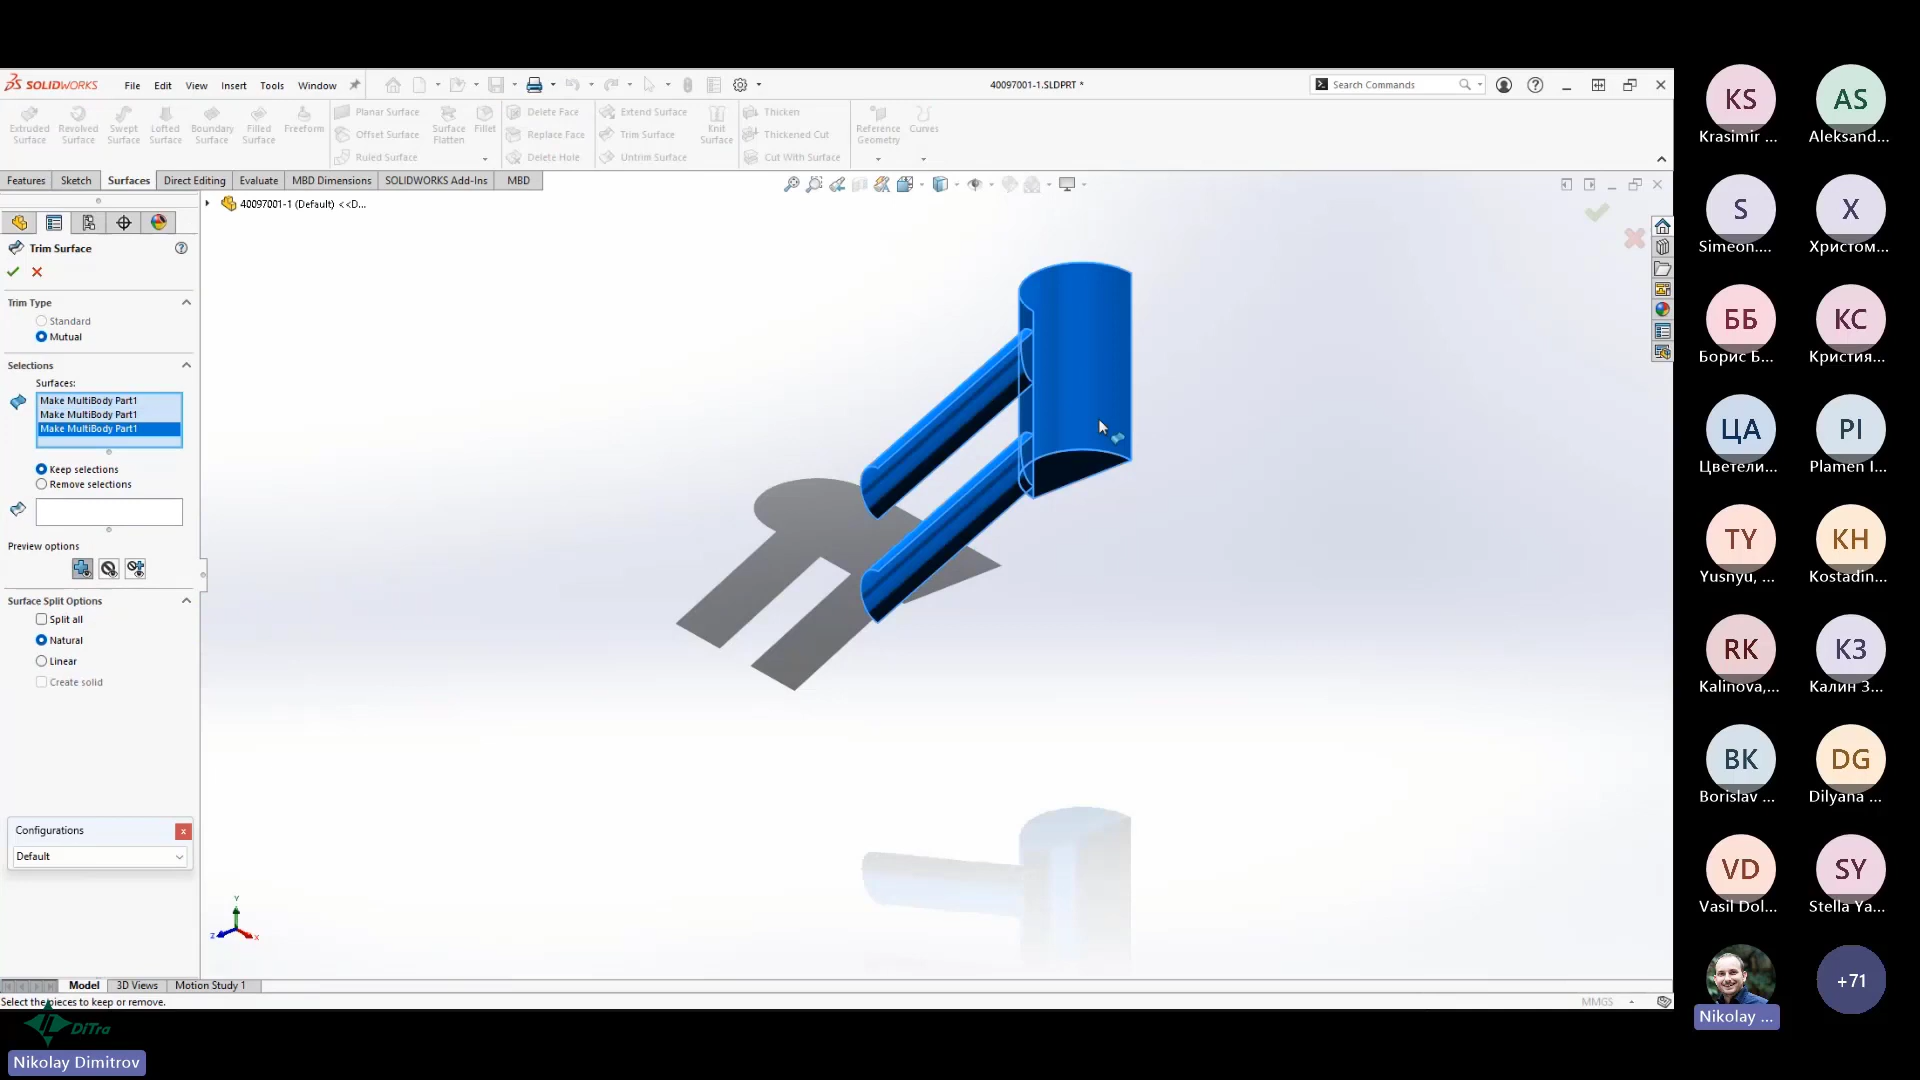 SOLIDWORKS
File Edit View Insert Tools Window
40097001-1.SLDPRT *
Search Commands
Extruded Surface
Revolved Surface
Swept Surface
Lofted Surface
Boundary Surface
Filled Surface
Freeform
Planar Surface
Offset Surface
Ruled Surface
Surface Flatten
Fillet
Delete Face
Replace Face
Delete Hole
Extend Surface
Trim Surface
Untrim Surface
Knit Surface
Thicken
Thickened Cut
Cut With Surface
Reference Geometry
Curves
Features Sketch Surfaces Direct Editing Evaluate MBD Dimensions SOLIDWORKS Add-Ins MBD
40097001-1 (Default) <<D...
Trim Surface
Trim Type
Standard
Mutual
Selections
Surfaces:
Make MultiBody Part1
Make MultiBody Part1
Make MultiBody Part1
Keep selections
Remove selections
Preview options
Surface Split Options
Split all
Natural
Linear
Create solid
Configurations
Default
Y
Z
X
Model 3D Views Motion Study 1
Select the pieces to keep or remove.
MMGS
DiTra
Nikolay Dimitrov
KS
Krasimir ...
AS
Aleksand...
S
Simeon....
Х
Христом...
ББ
Борис Б...
КС
Кристия...
ЦА
Цветели...
PI
Plamen I...
TY
Yusnyu, ...
KH
Kostadin...
RK
Kalinova,...
КЗ
Калин З...
BK
Borislav ...
DG
Dilyana ...
VD
Vasil Dol...
SY
Stella Ya...
Nikolay ...
+71